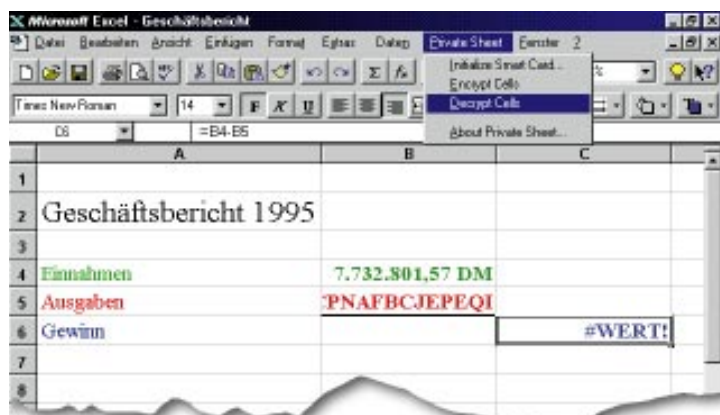 Microsoft Excel - Geschäftsbericht
Datei Bearbeiten Ansicht Einfügen Format Extras Daten Private Sheet Fenster ?
Initialize Smart Card...
Encrypt Cells
Decrypt Cells
About Private Sheet...
Times New Roman 14 F K U
C6 =B4-B5
A B C
1
2 Geschäftsbericht 1995
3
4 Einnahmen 7.732.801,57 DM
5 Ausgaben PNAFBCJEPEQI
6 Gewinn #WERT!
7
8